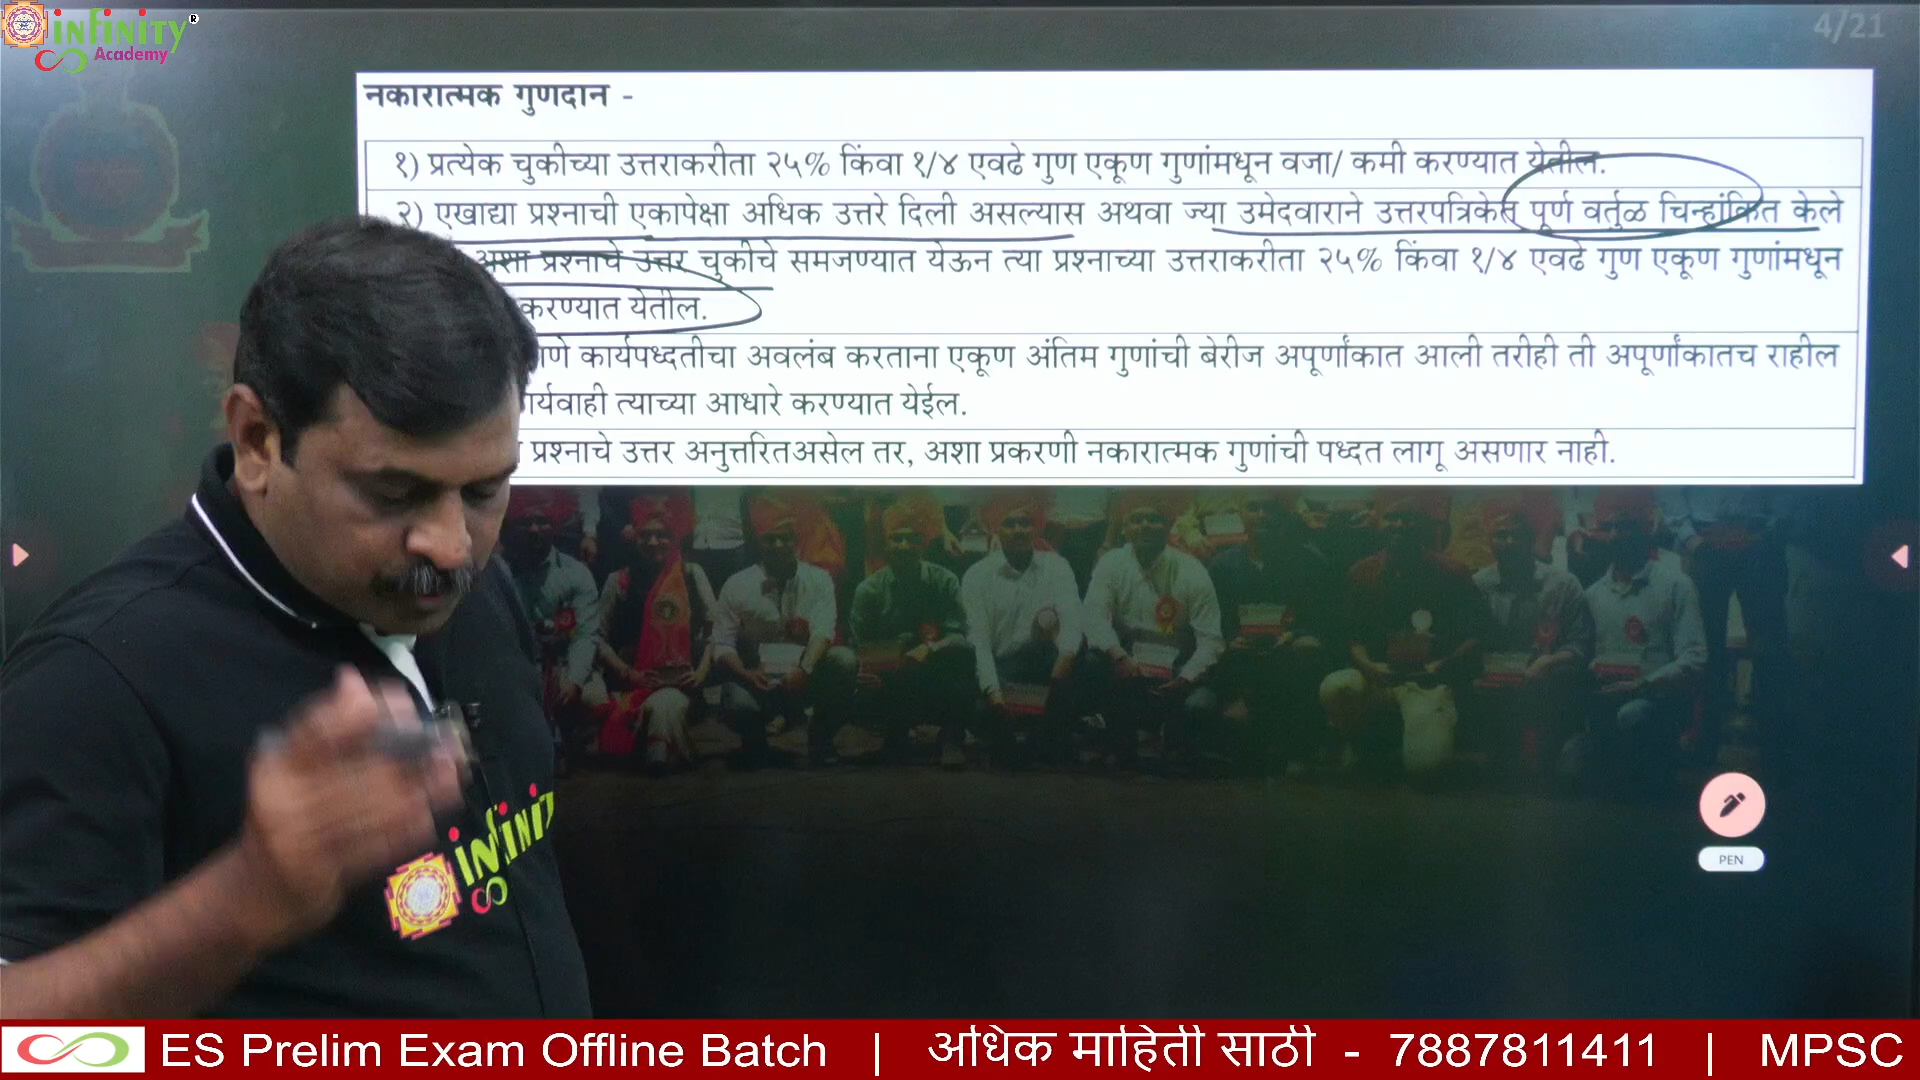 infinity®
Academy
4/21
नकारात्मक गुणदान -
१) प्रत्येक चुकीच्या उत्तराकरीता २५% किंवा १/४ एवढे गुण एकूण गुणांमधून वजा/ कमी करण्यात येतील.
२) एखाद्या प्रश्नाची एकापेक्षा अधिक उत्तरे दिली असल्यास अथवा ज्या उमेदवाराने उत्तरपत्रिकेत पूर्ण वर्तुळ चिन्हांकित केले
अशा प्रश्नाचे उत्तर चुकीचे समजण्यात येऊन त्या प्रश्नाच्या उत्तराकरीता २५% किंवा १/४ एवढे गुण एकूण गुणांमधून
करण्यात येतील.
कार्यपध्दतीचा अवलंब करताना एकूण अंतिम गुणांची बेरीज अपूर्णांकात आली तरीही ती अपूर्णांकातच राहील
त्याच्या आधारे करण्यात येईल.
प्रश्नाचे उत्तर अनुत्तरितअसेल तर, अशा प्रकरणी नकारात्मक गुणांची पध्दत लागू असणार नाही.
INFINIT
PEN
ES Prelim Exam Offline Batch | अधिक माहिती साठी - 7887811411 | MPSC